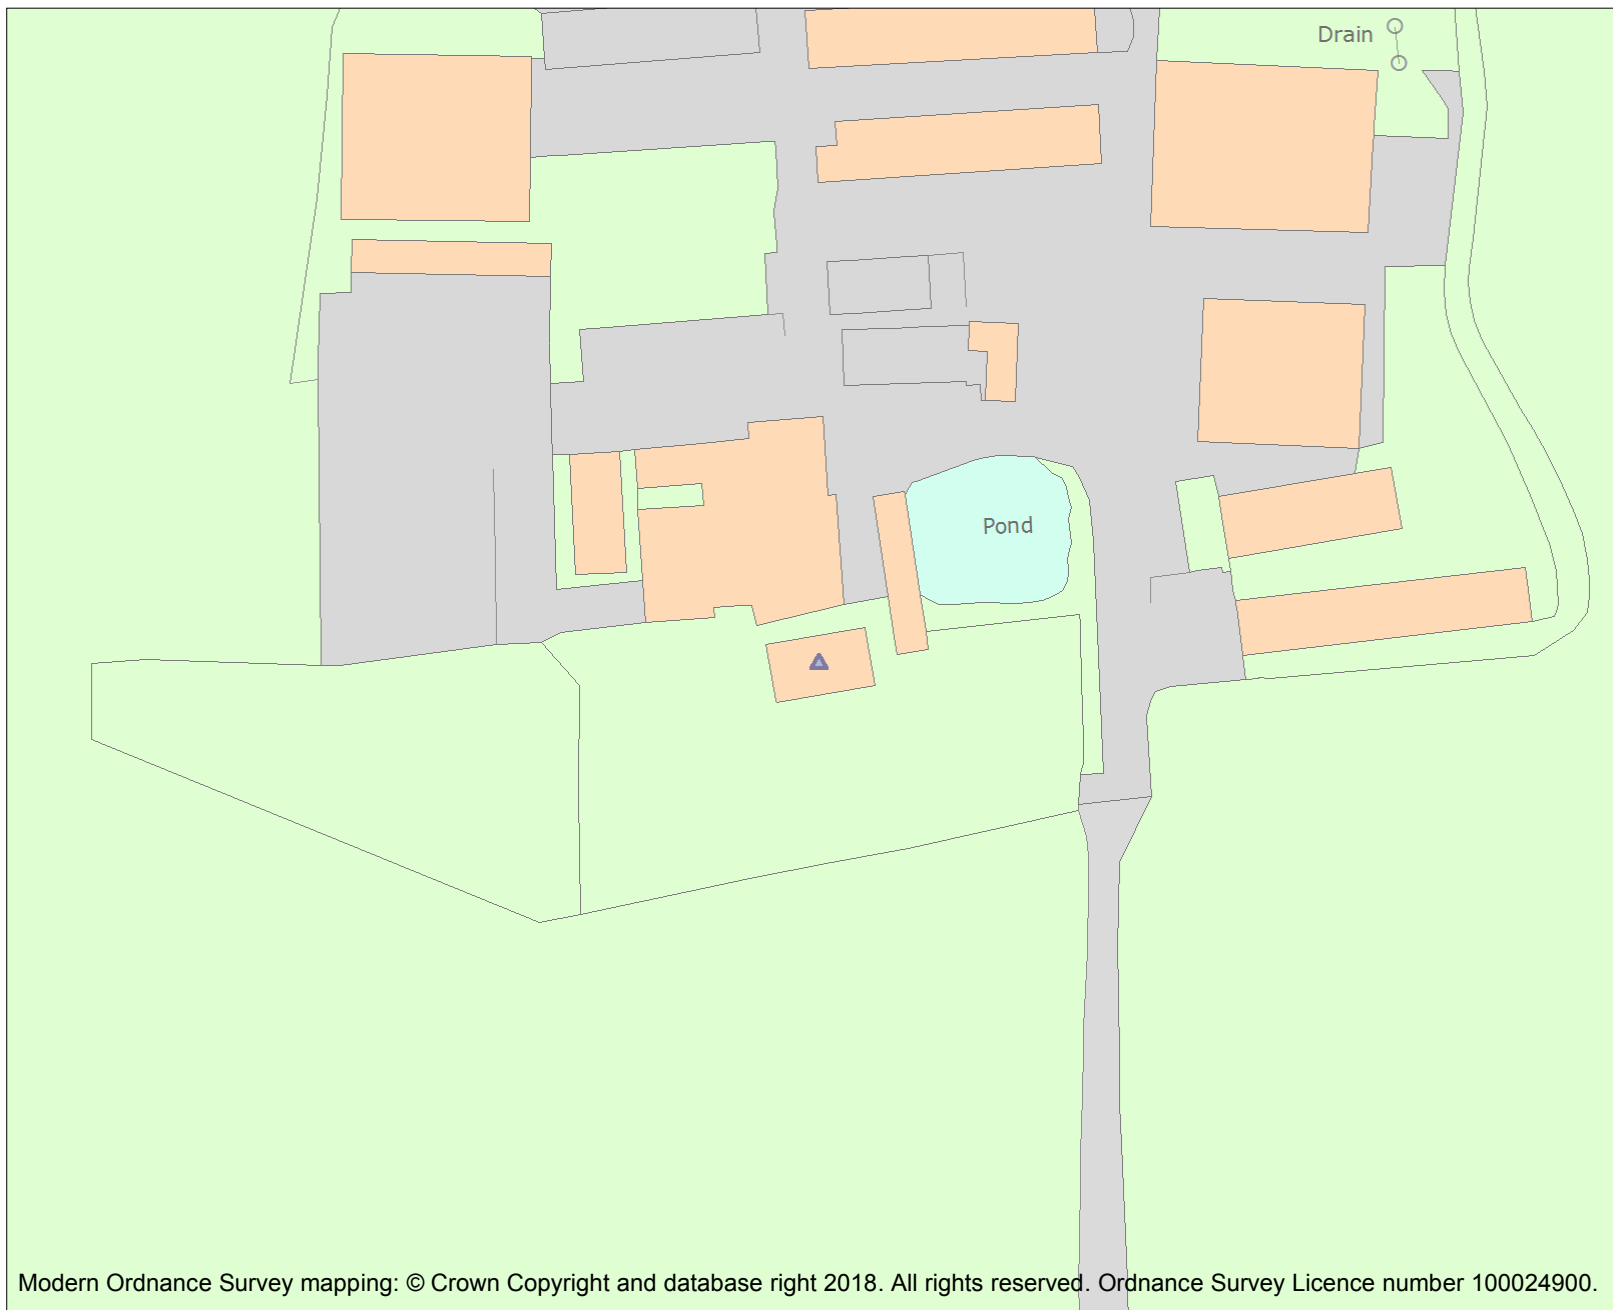 Drain
Pond
Modern Ordnance Survey mapping: © Crown Copyright and database right 2018. All rights reserved. Ordnance Survey Licence number 100024900.